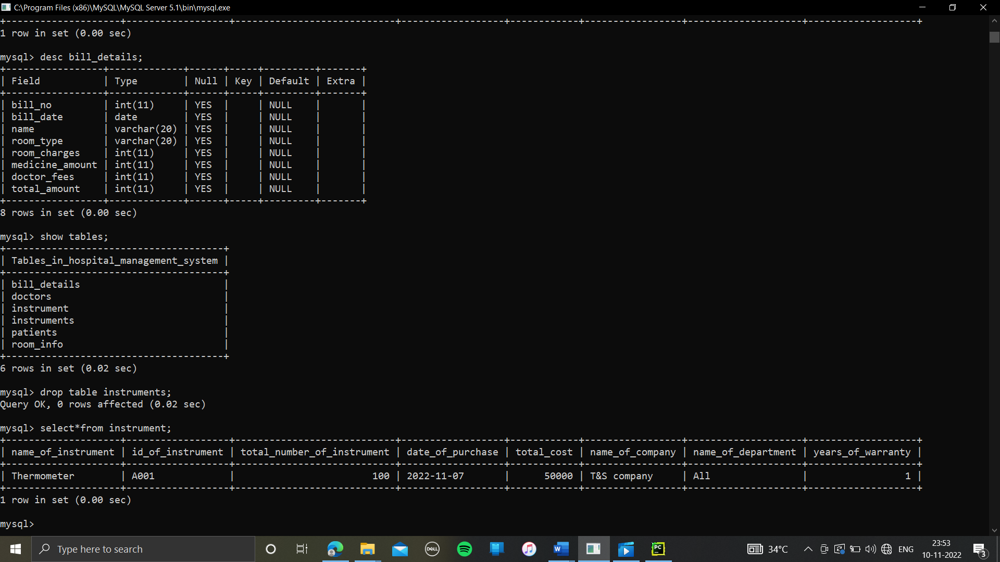 C:\Program Files (x86)\MySQL\MySQL Server 5.1\bin\mysql.exe
+--------------------+------------------+----------------------------+------------------+------------+-----------------+--------------------+-------------------+
1 row in set (0.00 sec)
mysql> desc bill_details;
+-----------------+-------------+------+-----+---------+-------+
| Field           | Type        | Null | Key | Default | Extra |
+-----------------+-------------+------+-----+---------+-------+
| bill_no         | int(11)     | YES  |     | NULL    |       |
| bill_date       | date        | YES  |     | NULL    |       |
| name            | varchar(20) | YES  |     | NULL    |       |
| room_type       | varchar(20) | YES  |     | NULL    |       |
| room_charges    | int(11)     | YES  |     | NULL    |       |
| medicine_amount | int(11)     | YES  |     | NULL    |       |
| doctor_fees     | int(11)     | YES  |     | NULL    |       |
| total_amount    | int(11)     | YES  |     | NULL    |       |
+-----------------+-------------+------+-----+---------+-------+
8 rows in set (0.00 sec)
mysql> show tables;
+--------------------------------------+
| Tables_in_hospital_management_system |
+--------------------------------------+
| bill_details                         |
| doctors                              |
| instrument                           |
| instruments                          |
| patients                             |
| room_info                            |
+--------------------------------------+
6 rows in set (0.02 sec)
mysql> drop table instruments;
Query OK, 0 rows affected (0.02 sec)
mysql> select*from instrument;
+--------------------+------------------+----------------------------+------------------+------------+-----------------+--------------------+-------------------+
| name_of_instrument | id_of_instrument | total_number_of_instrument | date_of_purchase | total_cost | name_of_company | name_of_department | years_of_warranty |
+--------------------+------------------+----------------------------+------------------+------------+-----------------+--------------------+-------------------+
| Thermometer        | A001             |                        100 | 2022-11-07       |      50000 | T&S company     | All                |                 1 |
+--------------------+------------------+----------------------------+------------------+------------+-----------------+--------------------+-------------------+
1 row in set (0.00 sec)
mysql>
Type here to search
DELL
W
PC
34°C
ENG
23:53
10-11-2022
3